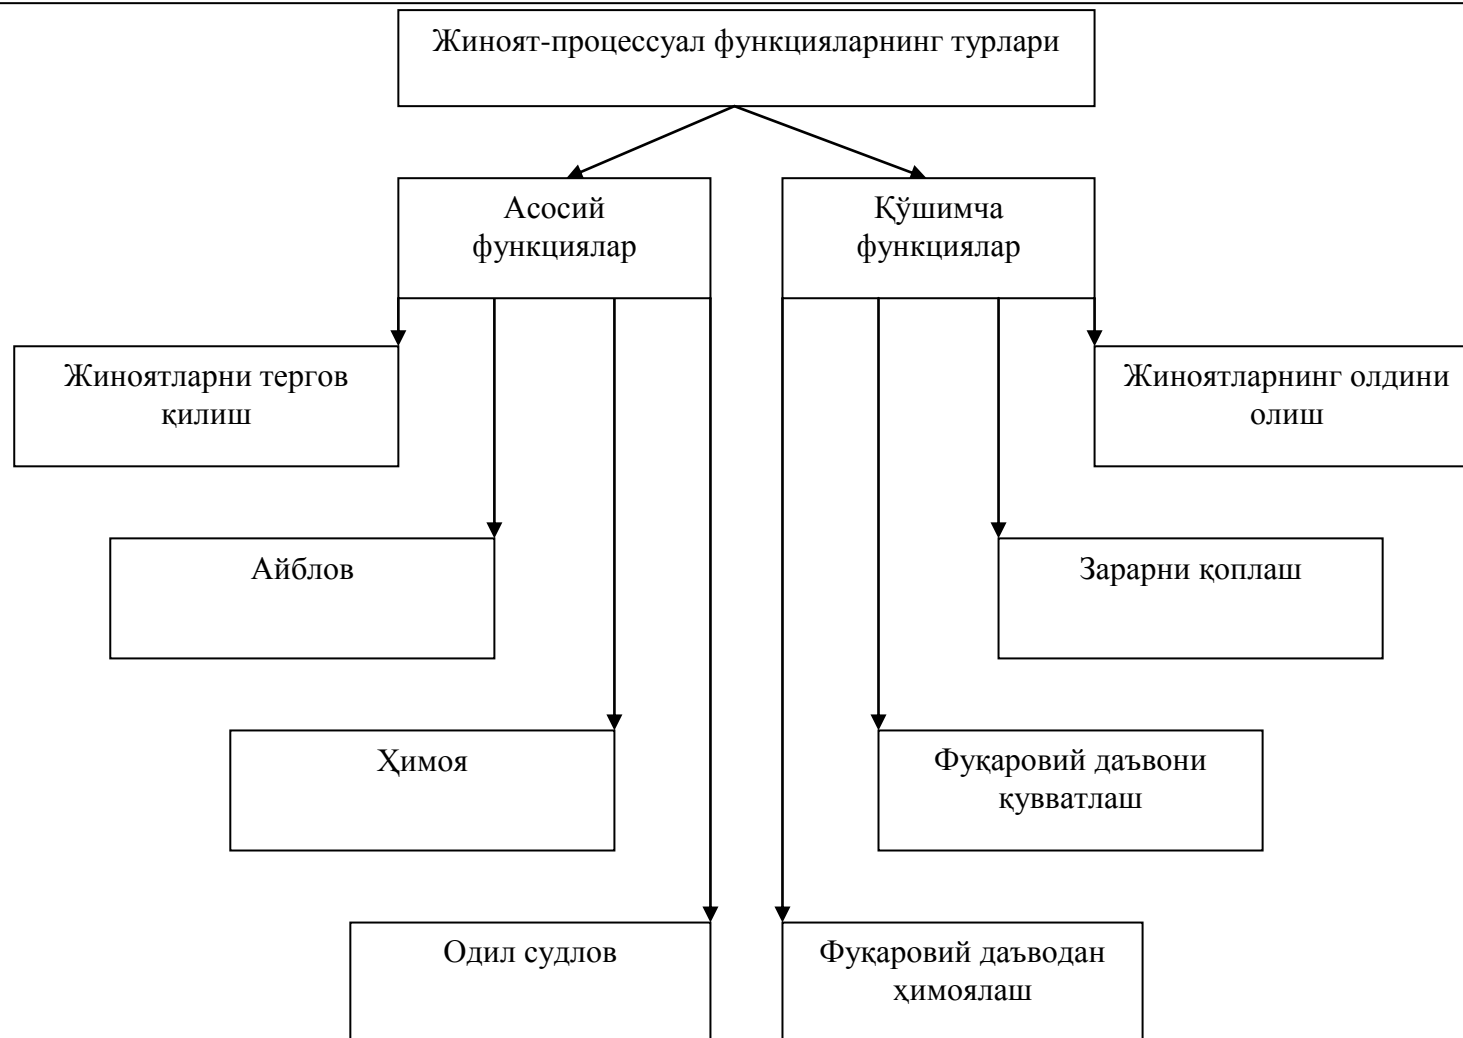 Жиноят-процессуал функцияларнинг турлари
Асосий
функциялар
Қўшимча
функциялар
Жиноятларни тергов
қилиш
Жиноятларнинг олдини
олиш
Айблов
Зарарни қоплаш
Ҳимоя
Фуқаровий даъвони
қувватлаш
Одил судлов
Фуқаровий даъводан
ҳимоялаш